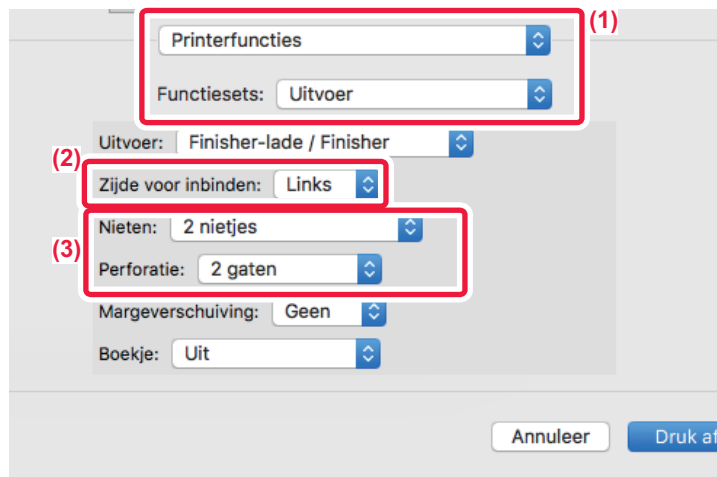 (1)
Printerfuncties
Functiesets: Uitvoer
Uitvoer: Finisher-lade / Finisher
(2)
Zijde voor inbinden: Links
Nieten: 2 nietjes
(3)
Perforatie: 2 gaten
Margeverschuiving: Geen
Boekje: Uit
Annuleer Druk af